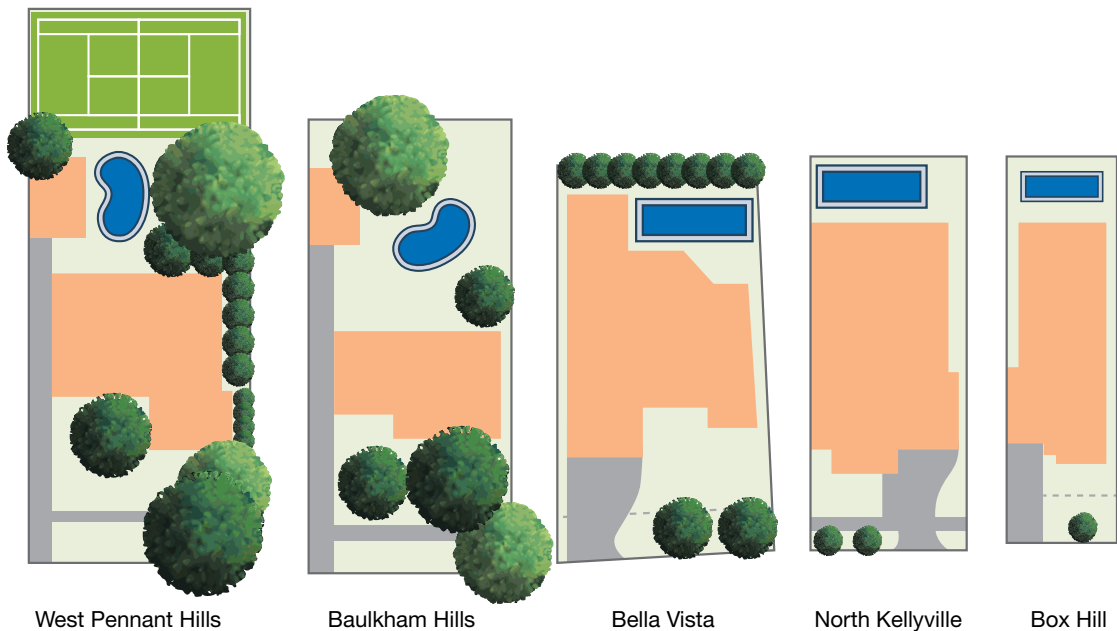 West Pennant Hills
Baulkham Hills
Bella Vista
North Kellyville
Box Hill